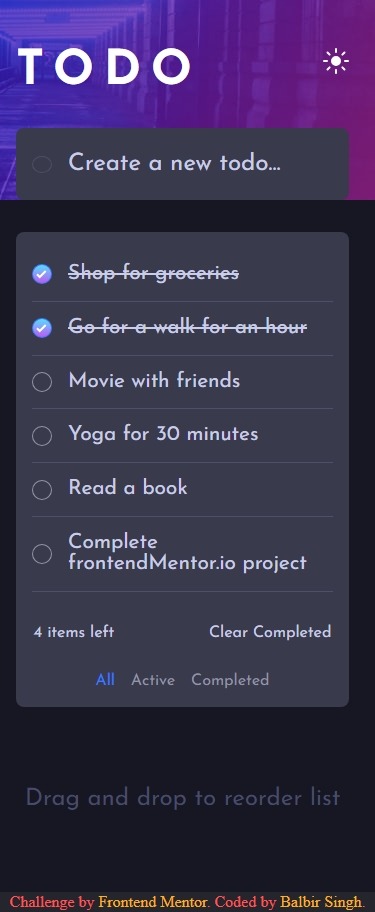 TODO
Create a new todo...
Shop for groceries
Go for a walk for an hour
Movie with friends
Yoga for 30 minutes
Read a book
Complete
frontendMentor.io project
4 items left Clear Completed
All Active Completed
Drag and drop to reorder list
Challenge by Frontend Mentor. Coded by Balbir Singh.